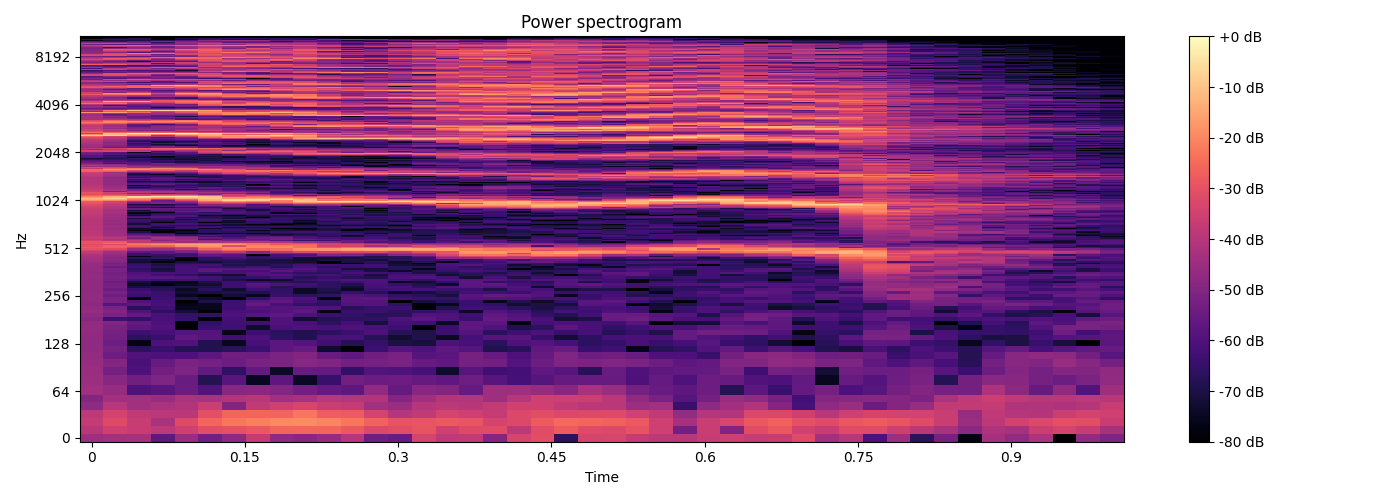 Power spectrogram
Hz
8192
4096
2048
1024
512
256
128
64
0
0 0.15 0.3 0.45 0.6 0.75 0.9
Time
+0 dB
-10 dB
-20 dB
-30 dB
-40 dB
-50 dB
-60 dB
-70 dB
-80 dB